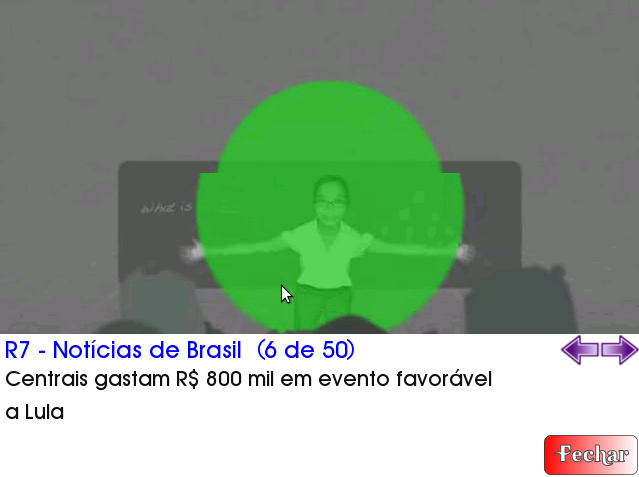 What is
R7 - Notícias de Brasil (6 de 50)
Centrais gastam R$ 800 mil em evento favorável
a Lula
Fechar